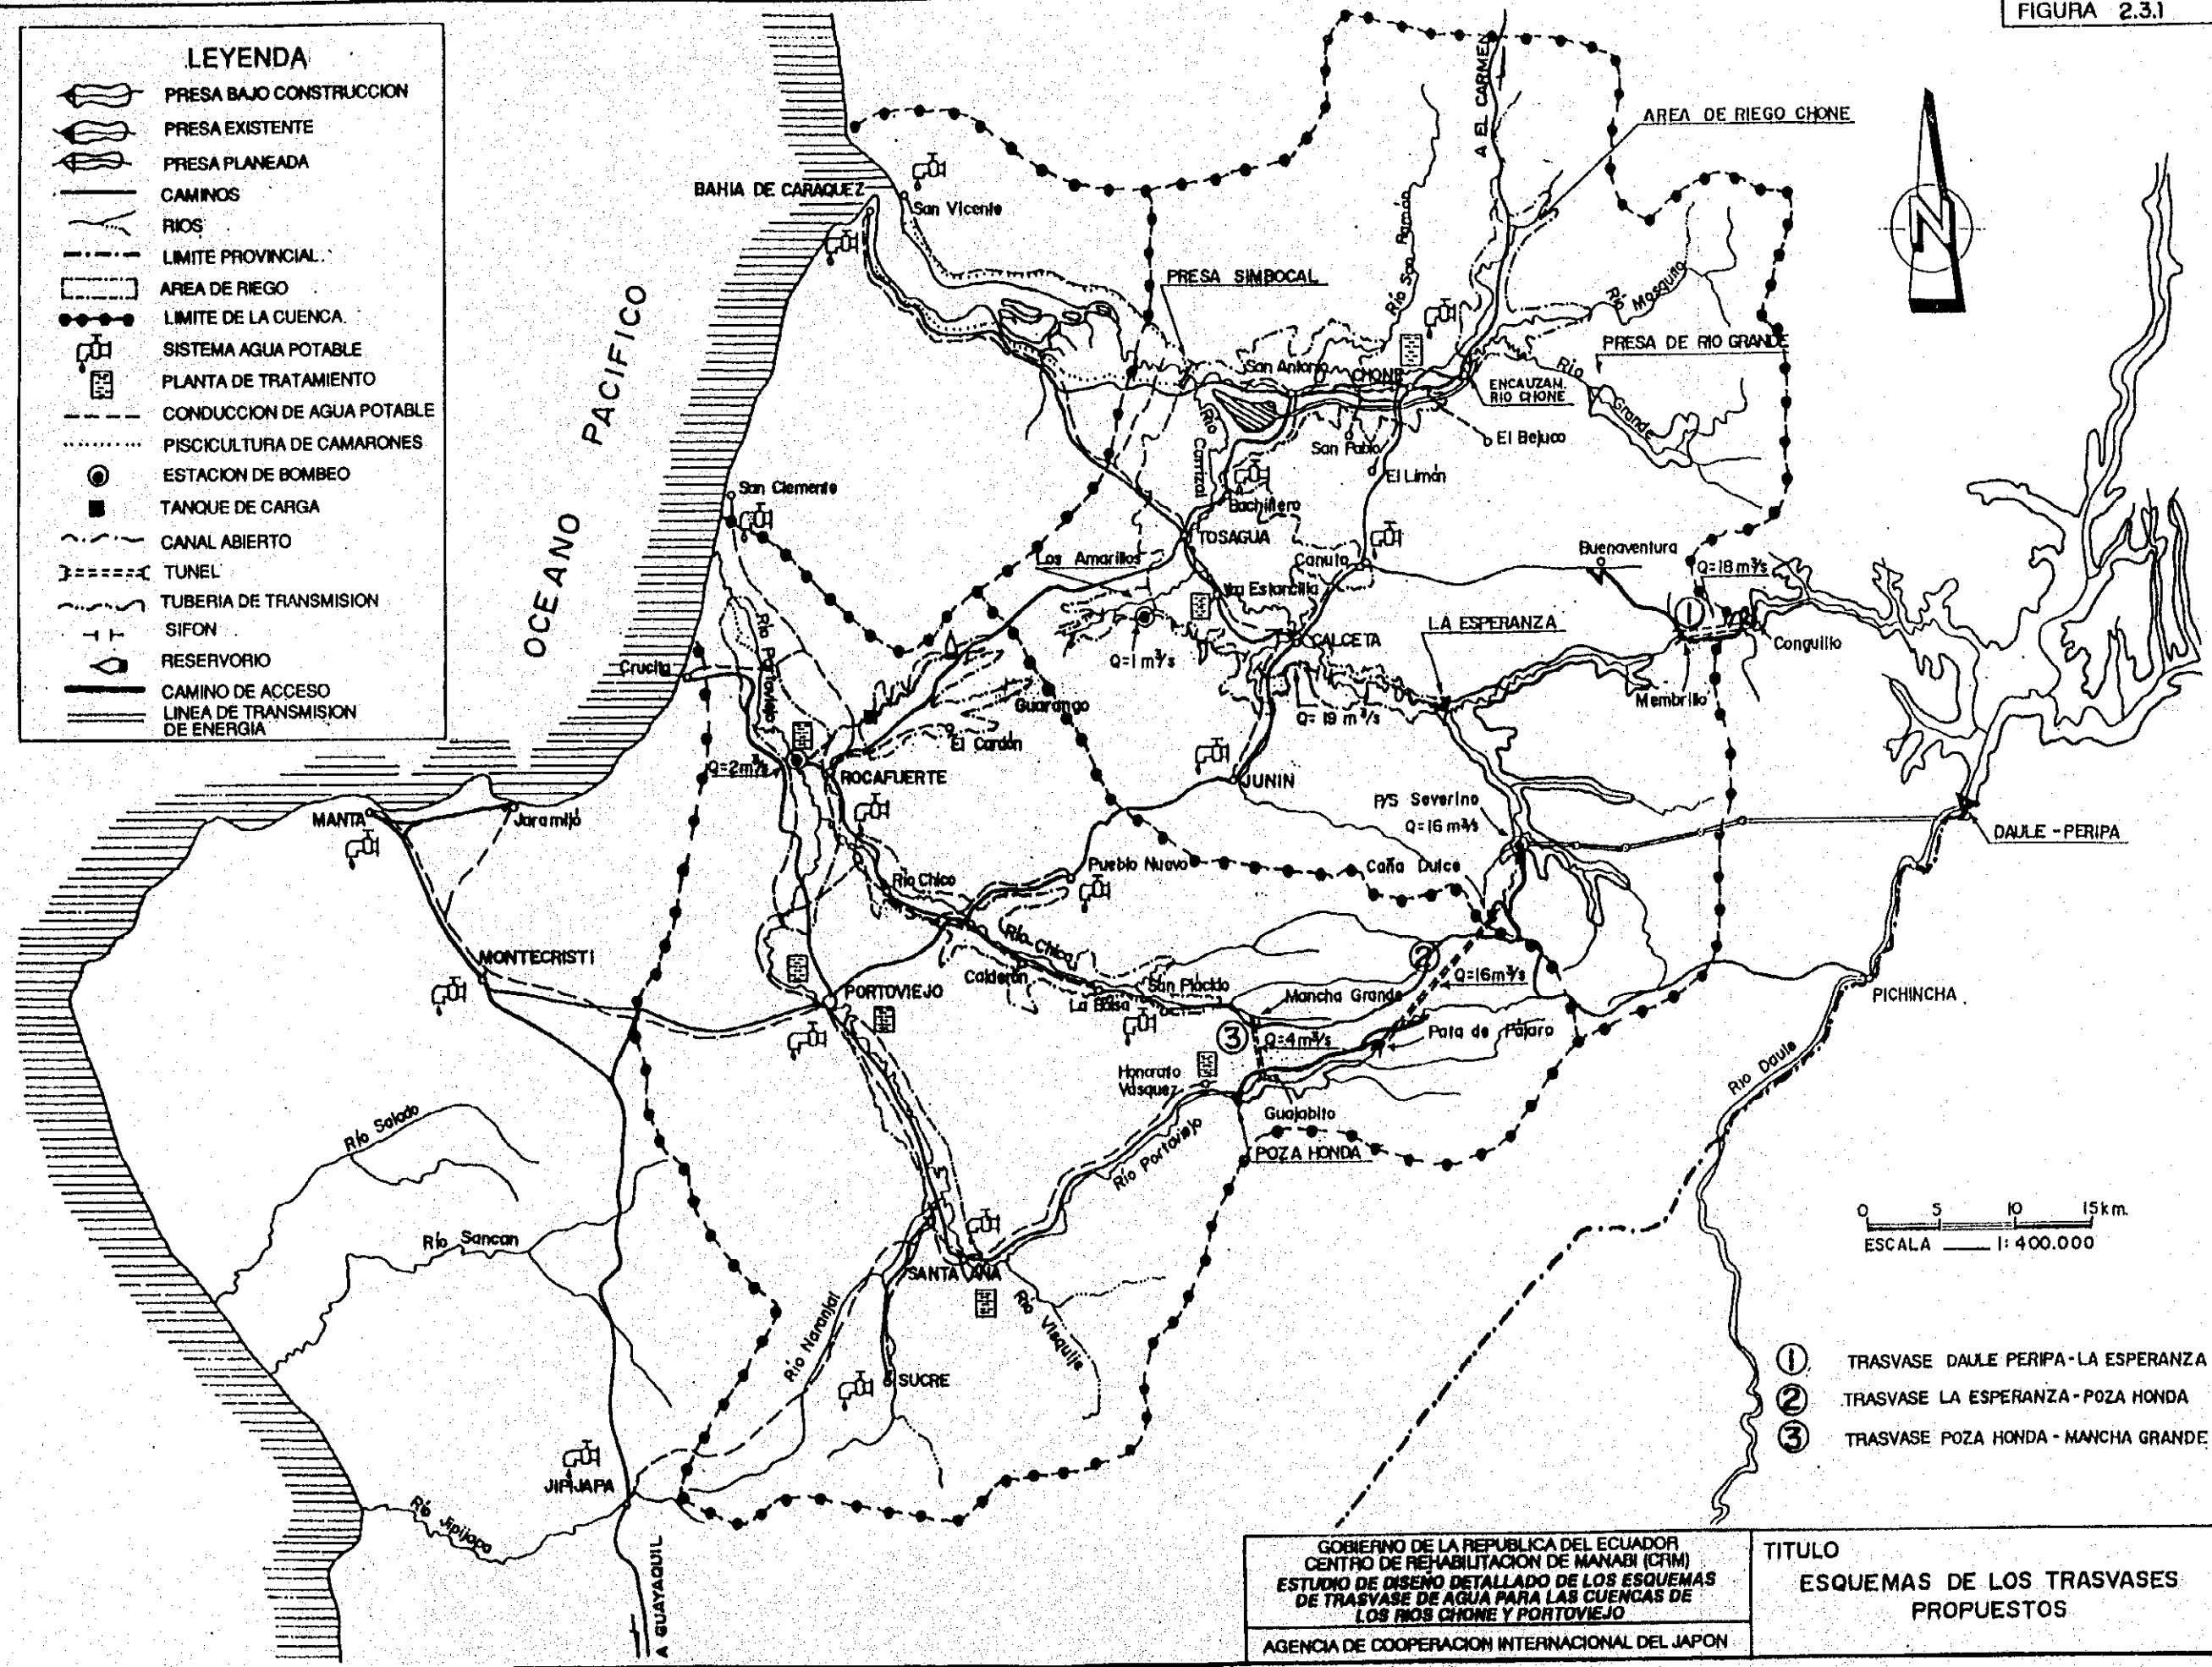 FIGURA 2.3.1
LEYENDA
PRESA BAJO CONSTRUCCION
PRESA EXISTENTE
PRESA PLANEADA
CAMINOS
RIOS
LIMITE PROVINCIAL
AREA DE RIEGO
LIMITE DE LA CUENCA
SISTEMA AGUA POTABLE
PLANTA DE TRATAMIENTO
CONDUCCION DE AGUA POTABLE
PISCICULTURA DE CAMARONES
ESTACION DE BOMBEO
TANQUE DE CARGA
CANAL ABIERTO
TUNEL
TUBERIA DE TRANSMISION
SIFON
RESERVORIO
CAMINO DE ACCESO
LINEA DE TRANSMISION
DE ENERGIA
OCEANO PACIFICO
A EL CARMEN
AREA DE RIEGO CHONE
N
BAHIA DE CARAQUEZ
San Vicente
PRESA SIMBOCAL
Río San Ramón
Río Mosquito
PRESA DE RIO GRANDE
Río Grande
San Antonio
CHONE
ENCAUZAM.
RIO CHONE
Río Carrizal
San Pablo
El Bejuco
El Limón
San Clemente
Bachillero
TOSAGUA
Los Amarillos
Canuto
Buenaventura
Q=18 m³/s
1
Estancilla
Q=1 m³/s
CALCETA
LA ESPERANZA
Conguillo
Membrillo
Río Portoviejo
Crucita
Guarango
Q= 19 m³/s
El Cardón
Q=2m³/s
ROCAFUERTE
JUNIN
P/S Severino
Q=16 m³/s
MANTA
Jaramijó
DAULE - PERIPA
Pueblo Nuevo
Caña Dulce
Río Chico
Río Chico
2
Q=16m³/s
MONTECRISTI
Calderón
PORTOVIEJO
La Bolsa
San Plácido
Mancha Grande
PICHINCHA
3
Q=4m³/s
Pata de Pájaro
Honorato
Vasquez
Guajabito
Río Daule
Río Salado
POZA HONDA
Río Portoviejo
Río Sancan
SANTA ANA
Río Visquije
Río Naranjal
SUCRE
0 5 10 15km.
ESCALA 1:400.000
JIPIJAPA
Río Jipijapa
A GUAYAQUIL
1 TRASVASE DAULE PERIPA-LA ESPERANZA
2 TRASVASE LA ESPERANZA-POZA HONDA
3 TRASVASE POZA HONDA - MANCHA GRANDE
GOBIERNO DE LA REPUBLICA DEL ECUADOR
CENTRO DE REHABILITACION DE MANABI (CRM)
ESTUDIO DE DISEÑO DETALLADO DE LOS ESQUEMAS
DE TRASVASE DE AGUA PARA LAS CUENCAS DE
LOS RIOS CHONE Y PORTOVIEJO
AGENCIA DE COOPERACION INTERNACIONAL DEL JAPON
TITULO
ESQUEMAS DE LOS TRASVASES
PROPUESTOS